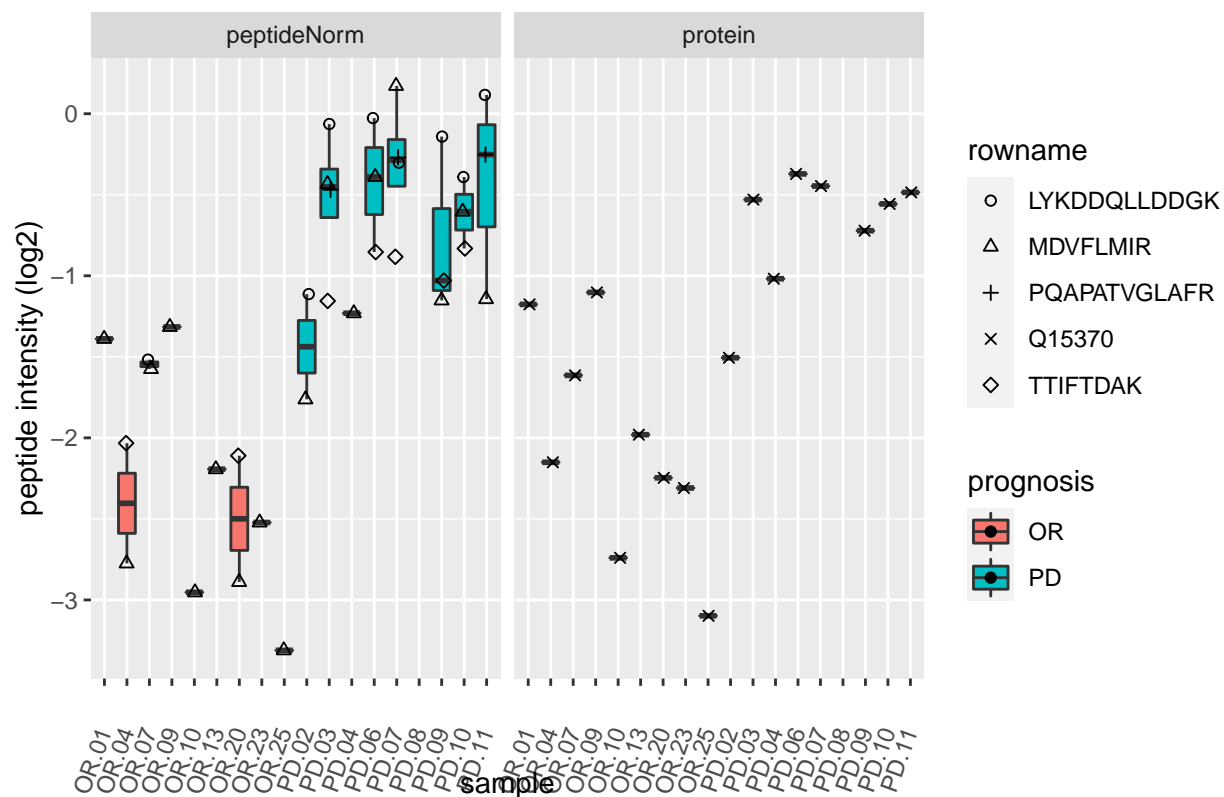 peptideNorm
protein
peptide intensity (log2)
0
−1
−2
−3
OR.01
OR.04
OR.07
OR.09
OR.10
OR.13
OR.20
OR.23
OR.25
PD.02
PD.03
PD.04
PD.06
PD.07
PD.08
PD.09
PD.10
PD.11
OR.01
OR.04
OR.07
OR.09
OR.10
OR.13
OR.20
OR.23
OR.25
PD.02
PD.03
PD.04
PD.06
PD.07
PD.08
PD.09
PD.10
PD.11
sample
rowname
LYKDDQLLDDGK
MDVFLMIR
PQAPATVGLAFR
Q15370
TTIFTDAK
prognosis
OR
PD